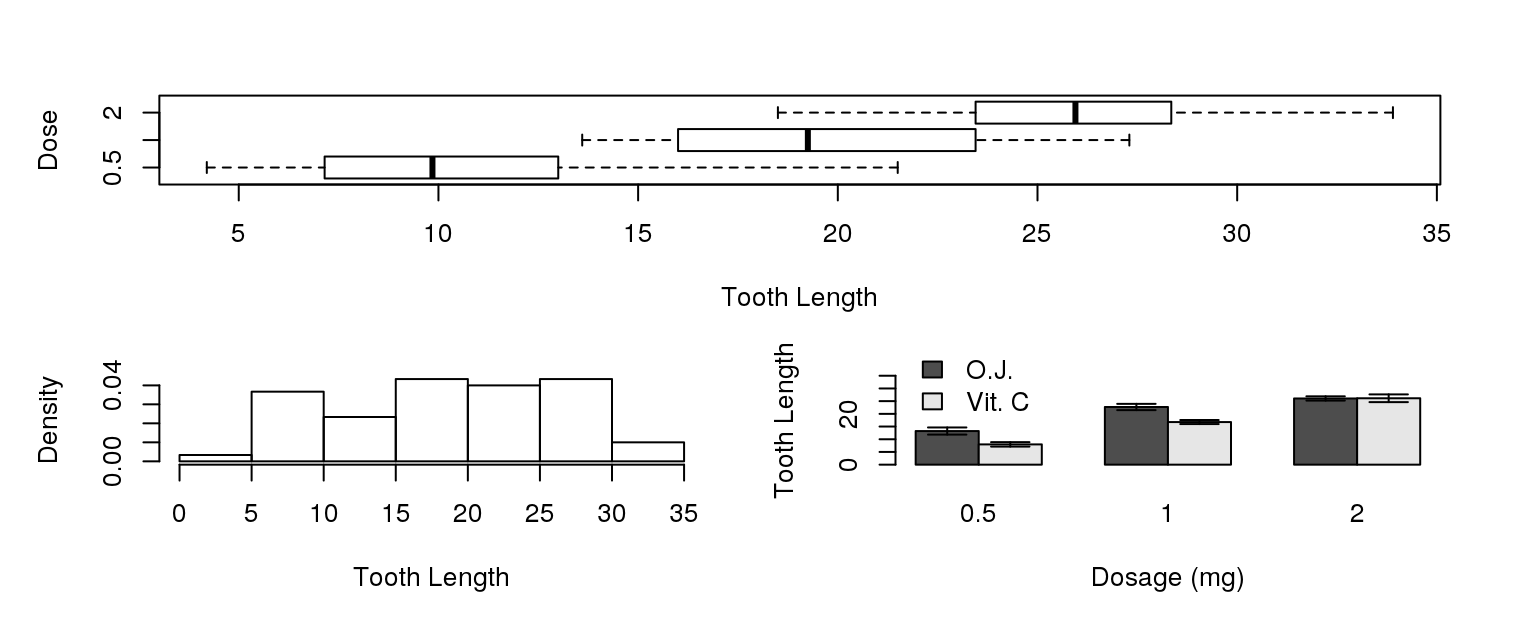 Dose
2
0.5
5 10 15 20 25 30 35
Tooth Length
Density
0.04
0.00
0 5 10 15 20 25 30 35
Tooth Length
Tooth Length
20
0
O.J.
Vit. C
0.5 1 2
Dosage (mg)